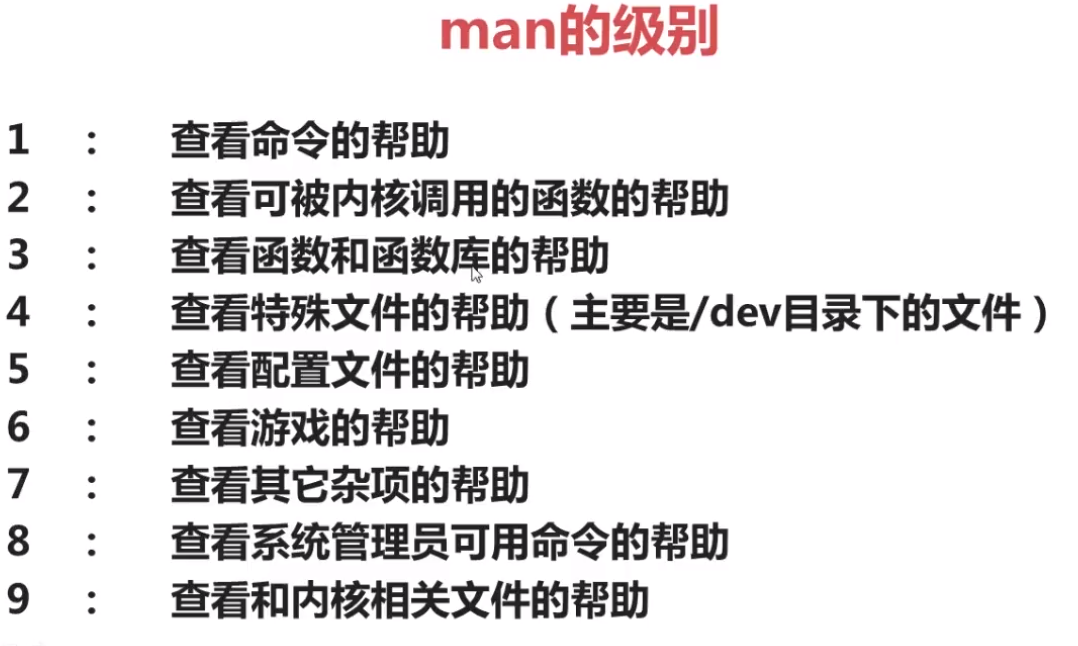 man的级别
1 : 查看命令的帮助
2 : 查看可被内核调用的函数的帮助
3 : 查看函数和函数库的帮助
4 : 查看特殊文件的帮助（主要是/dev目录下的文件）
5 : 查看配置文件的帮助
6 : 查看游戏的帮助
7 : 查看其它杂项的帮助
8 : 查看系统管理员可用命令的帮助
9 : 查看和内核相关文件的帮助